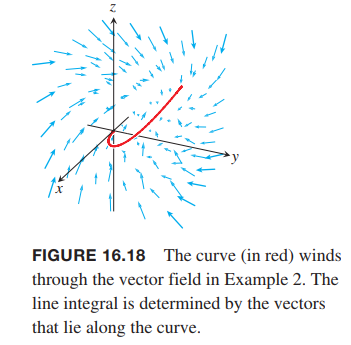 z
y
x
FIGURE 16.18 The curve (in red) winds
through the vector field in Example 2. The
line integral is determined by the vectors
that lie along the curve.